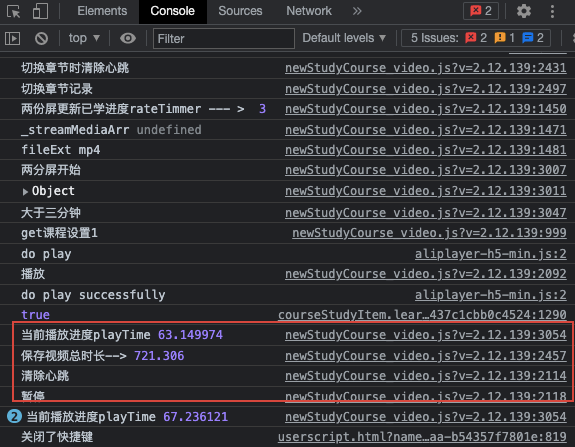 Elements Console Sources Network » 2
top Filter Default levels 5 Issues: 2 1 2
切换章节时清除心跳 newStudyCourse_video.js?v=2.12.139:2431
切换章节记录 newStudyCourse_video.js?v=2.12.139:2497
两份屏更新已学进度rateTimmer --- > 3 newStudyCourse_video.js?v=2.12.139:1450
_streamMediaArr undefined newStudyCourse_video.js?v=2.12.139:1471
fileExt mp4 newStudyCourse_video.js?v=2.12.139:1481
两分屏开始 newStudyCourse_video.js?v=2.12.139:3007
Object newStudyCourse_video.js?v=2.12.139:3011
大于三分钟 newStudyCourse_video.js?v=2.12.139:3047
get课程设置1 newStudyCourse_video.js?v=2.12.139:999
do play aliplayer-h5-min.js:2
播放 newStudyCourse_video.js?v=2.12.139:2092
do play successfully aliplayer-h5-min.js:2
true courseStudyItem.lear…437c1cbb0c4524:1290
当前播放进度playTime 63.149974 newStudyCourse_video.js?v=2.12.139:3054
保存视频总时长--> 721.306 newStudyCourse_video.js?v=2.12.139:2457
清除心跳 newStudyCourse_video.js?v=2.12.139:2114
暂停 newStudyCourse_video.js?v=2.12.139:2118
2 当前播放进度playTime 67.236121 newStudyCourse_video.js?v=2.12.139:3054
关闭了快捷键 userscript.html?name…aa-b54357f7801e:819